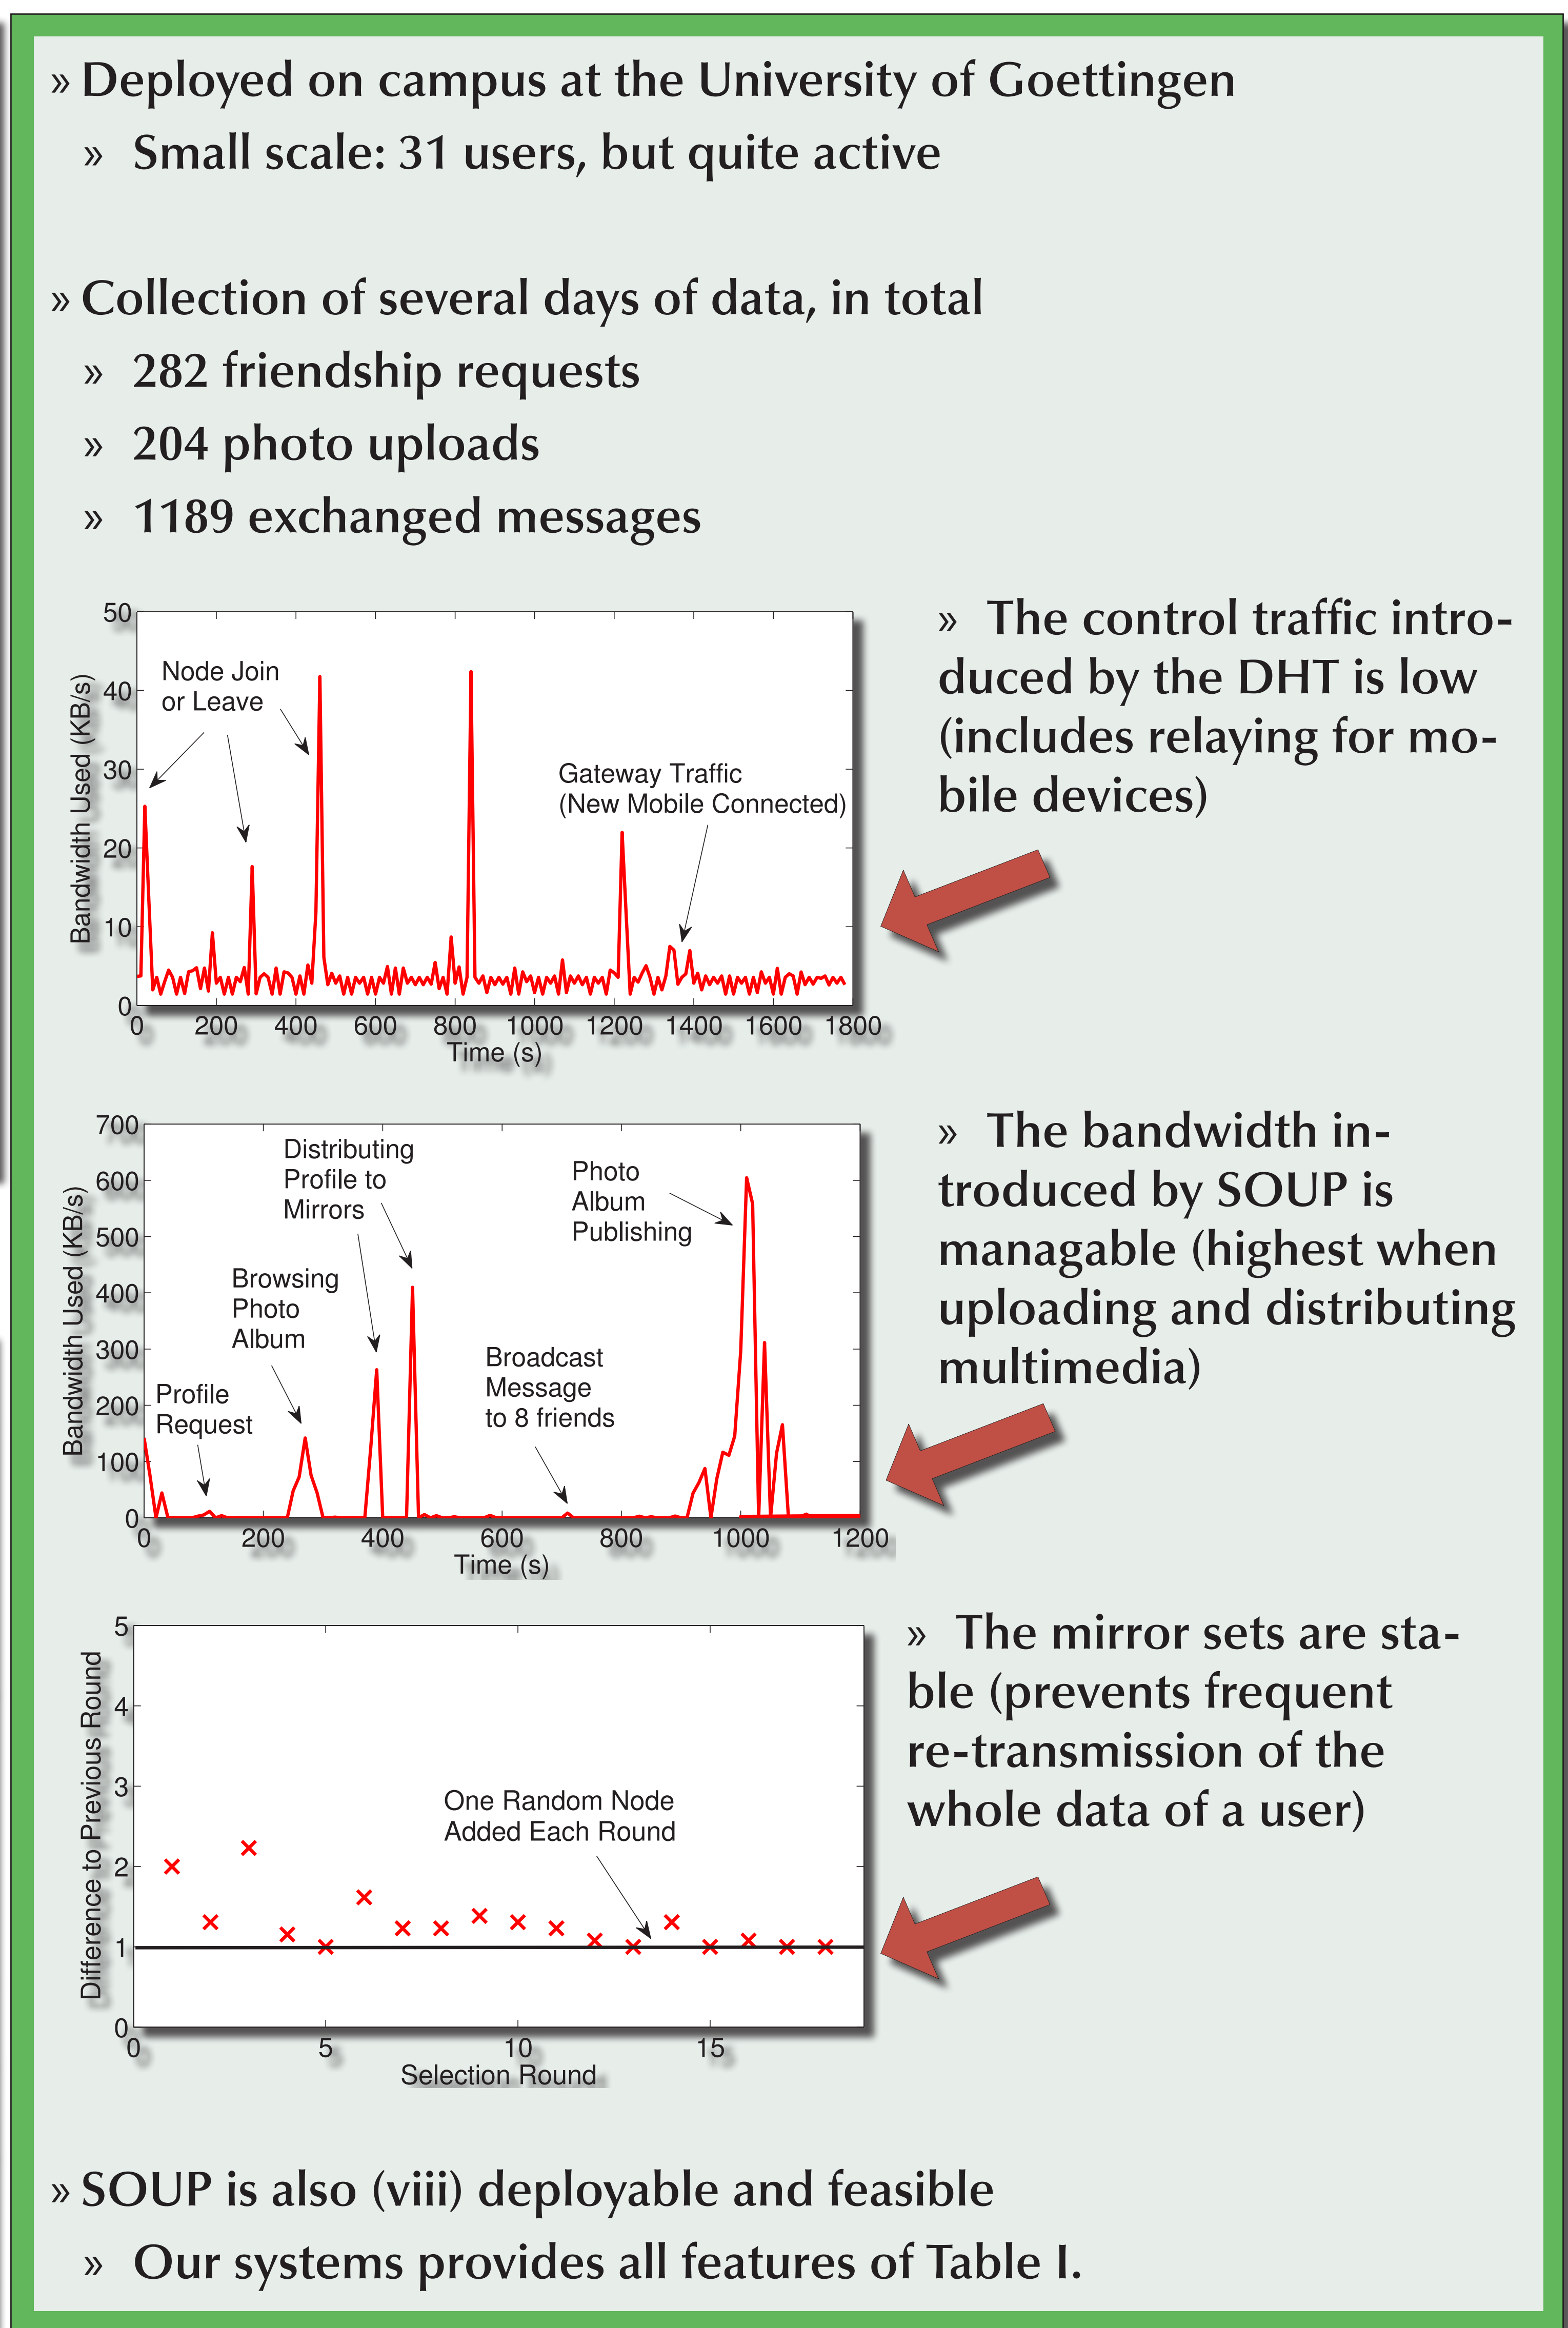 » Deployed on campus at the University of Goettingen
» Small scale: 31 users, but quite active
» Collection of several days of data, in total
» 282 friendship requests
» 204 photo uploads
» 1189 exchanged messages
50
40
30
20
10
0
Bandwidth Used (KB/s)
Node Join
or Leave
Gateway Traffic
(New Mobile Connected)
0 200 400 600 800 1000 1200 1400 1600 1800
Time (s)
» The control traffic intro-
duced by the DHT is low
(includes relaying for mo-
bile devices)
700
600
500
400
300
200
100
0
Bandwidth Used (KB/s)
Distributing
Profile to
Mirrors
Photo
Album
Publishing
Browsing
Photo
Album
Broadcast
Message
to 8 friends
Profile
Request
0 200 400 600 800 1000 1200
Time (s)
» The bandwidth in-
troduced by SOUP is
managable (highest when
uploading and distributing
multimedia)
5
4
3
2
1
0
Difference to Previous Round
One Random Node
Added Each Round
0 5 10 15
Selection Round
» The mirror sets are sta-
ble (prevents frequent
re-transmission of the
whole data of a user)
» SOUP is also (viii) deployable and feasible
» Our systems provides all features of Table I.